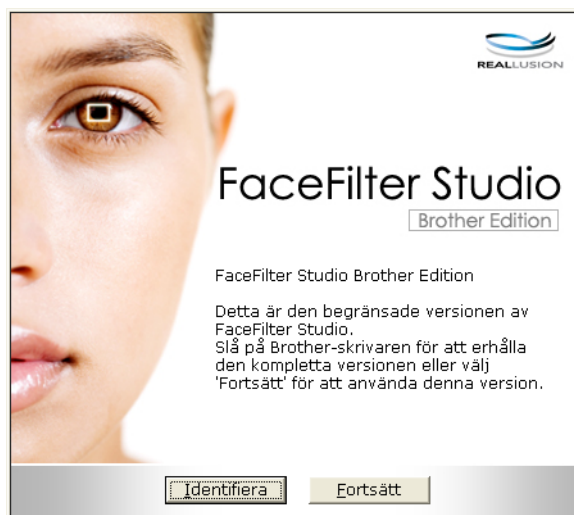 REALLUSION
FaceFilter Studio
Brother Edition
FaceFilter Studio Brother Edition
Detta är den begränsade versionen av
FaceFilter Studio.
Slå på Brother-skrivaren för att erhålla
den kompletta versionen eller välj
'Fortsätt' för att använda denna version.
Identifiera
Fortsätt